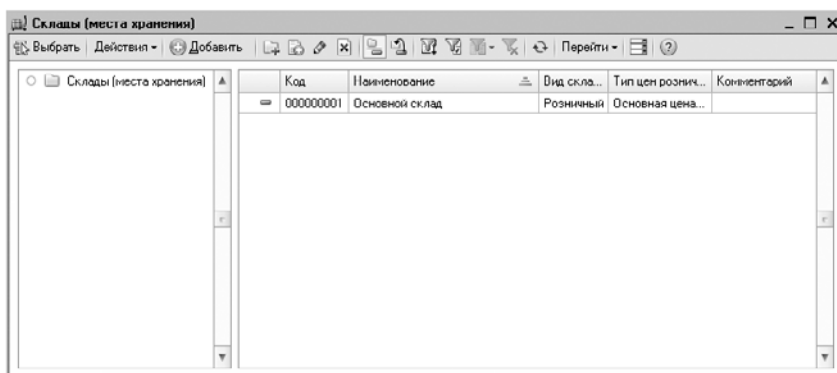 Склады (места хранения)
Выбрать Действия Добавить Перейти
Склады (места хранения)
Код Наименование Вид скла... Тип цен рознич... Комментарий
000000001 Основной склад Розничный Основная цена...